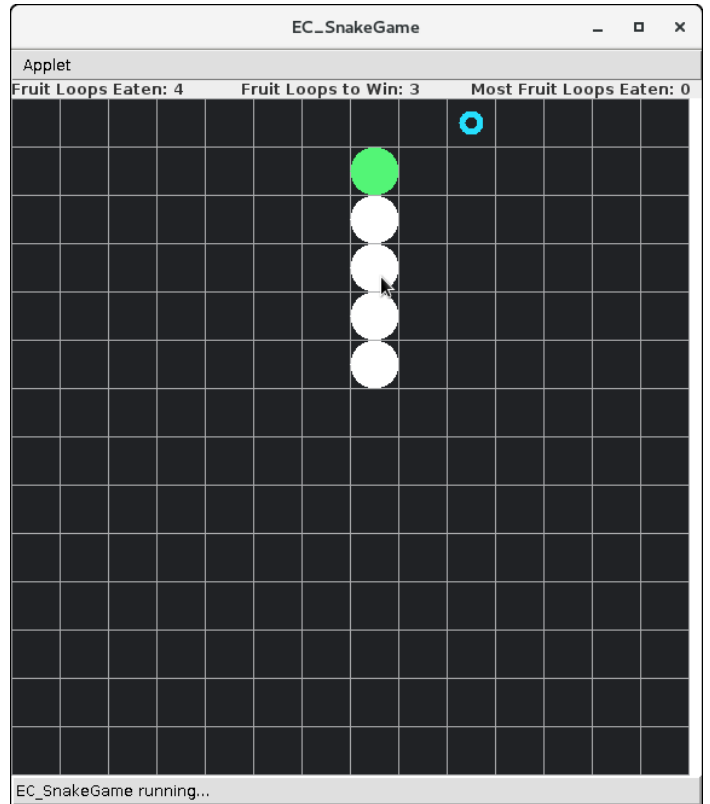 EC_SnakeGame
Applet
Fruit Loops Eaten: 4 Fruit Loops to Win: 3 Most Fruit Loops Eaten: 0
EC_SnakeGame running...